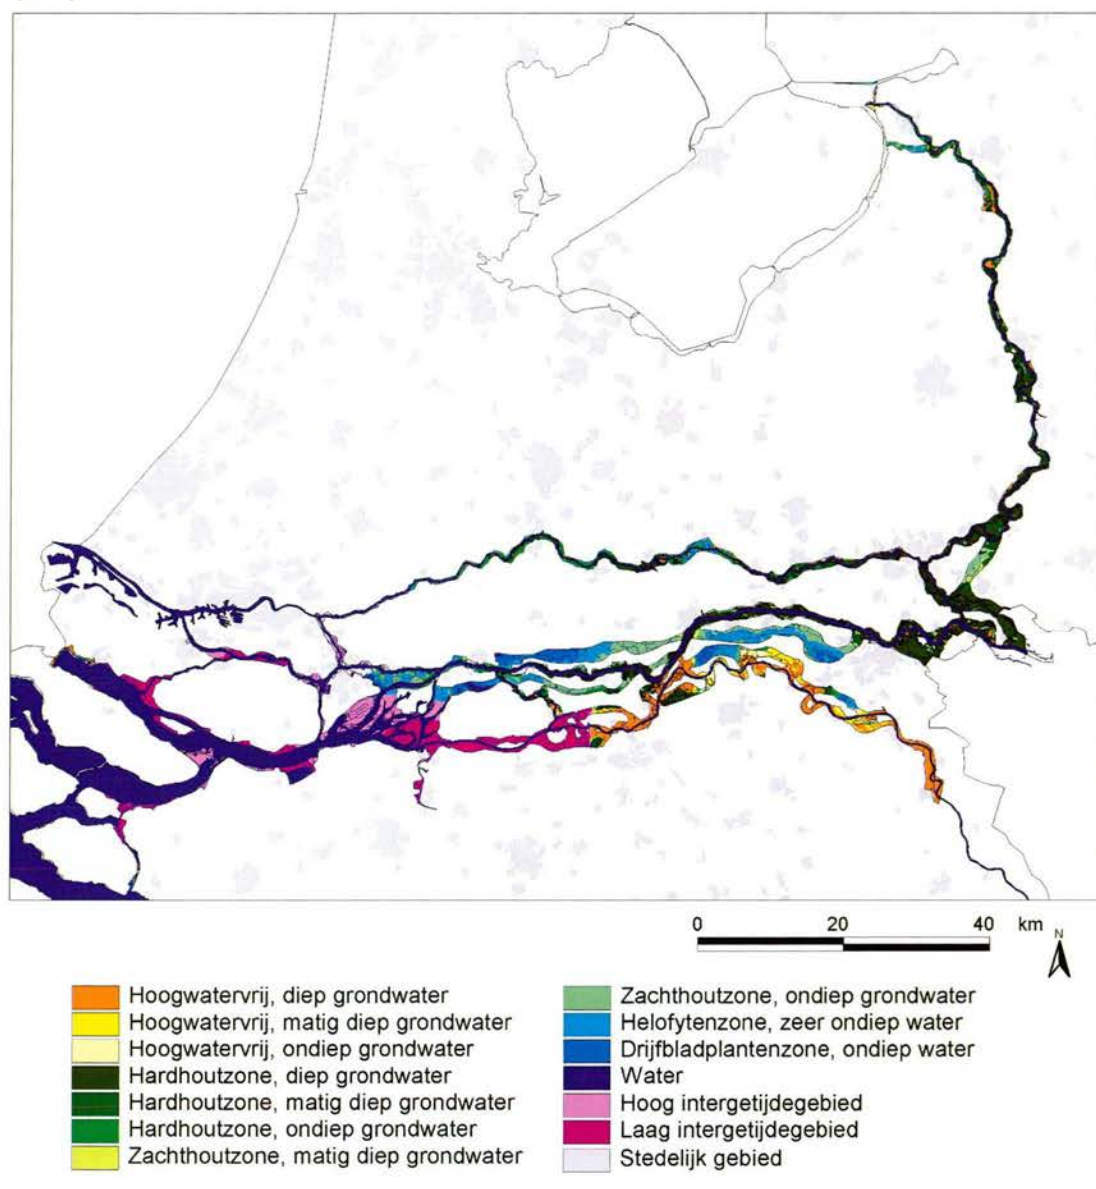 0 20 40 km
N
Hoogwatervrij, diep grondwater
Hoogwatervrij, matig diep grondwater
Hoogwatervrij, ondiep grondwater
Hardhoutzone, diep grondwater
Hardhoutzone, matig diep grondwater
Hardhoutzone, ondiep grondwater
Zachthoutzone, matig diep grondwater
Zachthoutzone, ondiep grondwater
Helofytenzone, zeer ondiep water
Drijfbladplantenzone, ondiep water
Water
Hoog intergetijdegebied
Laag intergetijdegebied
Stedelijk gebied